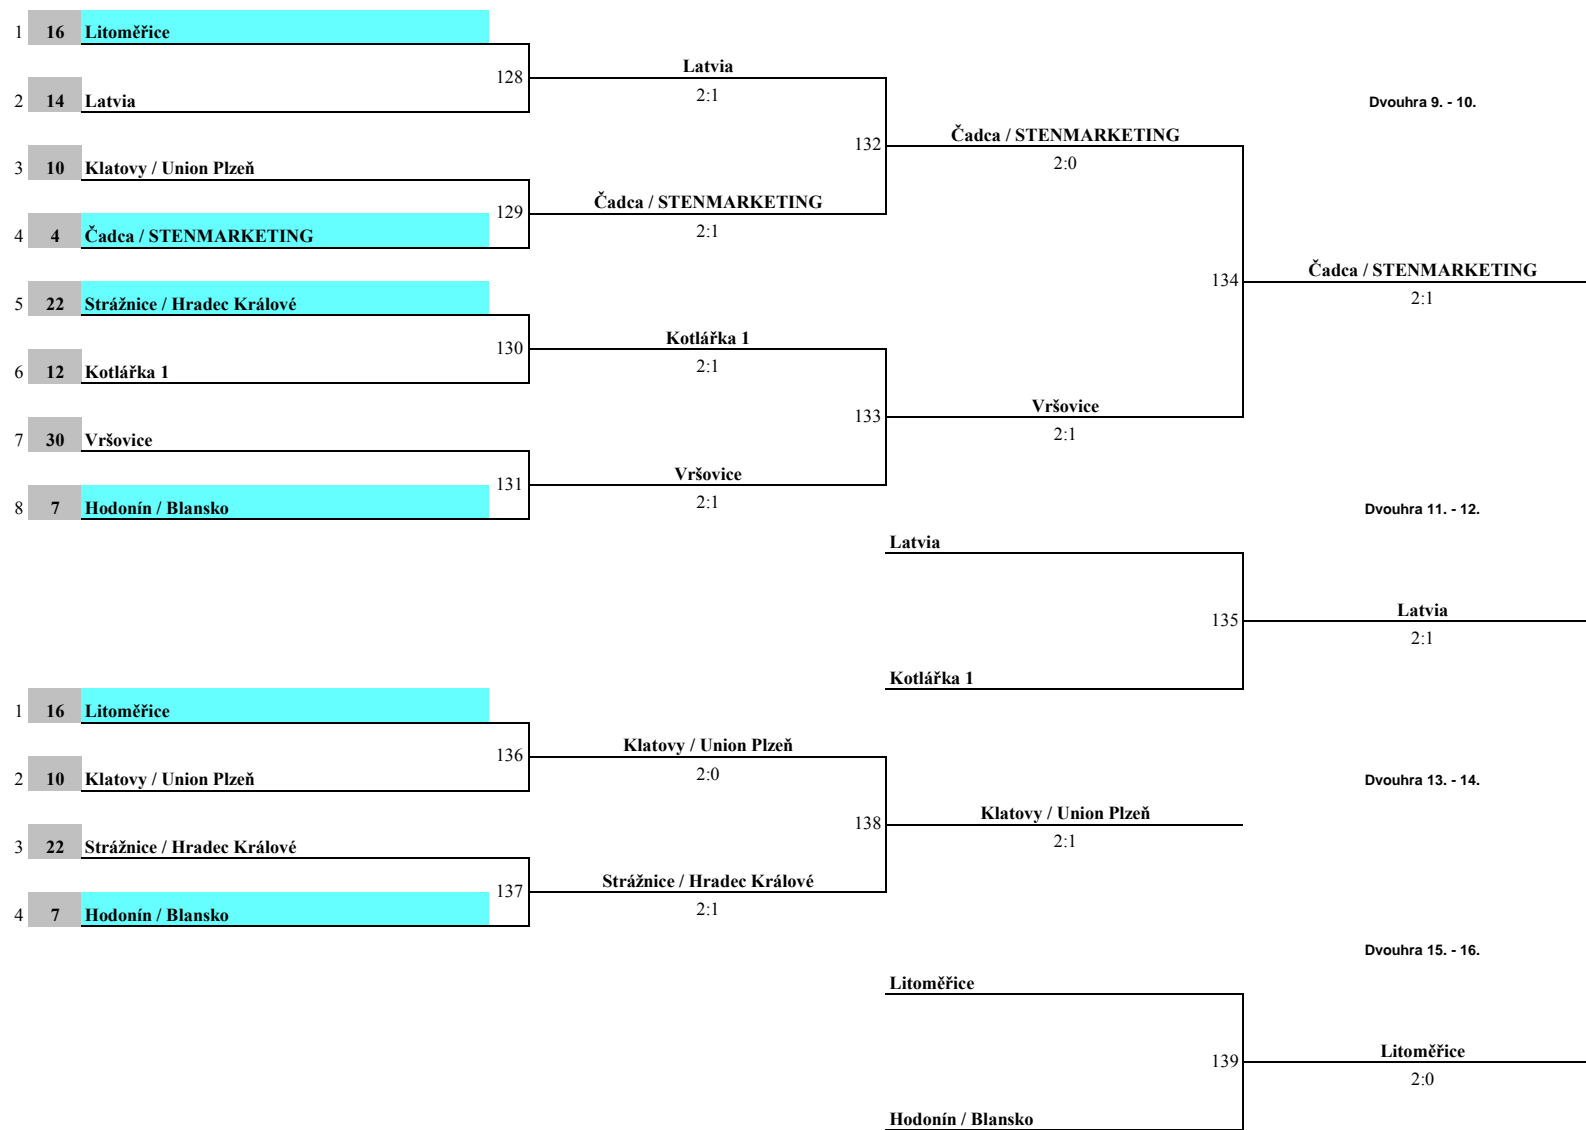 1 16 Litoměřice
128
Latvia
2:1
2 14 Latvia
Dvouhra 9. - 10.
132
Čadca / STENMARKETING
2:0
3 10 Klatovy / Union Plzeň
129
Čadca / STENMARKETING
2:1
4 4 Čadca / STENMARKETING
134
Čadca / STENMARKETING
2:1
5 22 Strážnice / Hradec Králové
130
Kotlářka 1
2:1
6 12 Kotlářka 1
133
Vršovice
2:1
7 30 Vršovice
131
Vršovice
2:1
8 7 Hodonín / Blansko
Dvouhra 11. - 12.
Latvia
135
Latvia
2:1
Kotlářka 1
1 16 Litoměřice
136
Klatovy / Union Plzeň
2:0
2 10 Klatovy / Union Plzeň
Dvouhra 13. - 14.
138
Klatovy / Union Plzeň
2:1
3 22 Strážnice / Hradec Králové
137
Strážnice / Hradec Králové
2:1
4 7 Hodonín / Blansko
Dvouhra 15. - 16.
Litoměřice
139
Litoměřice
2:0
Hodonín / Blansko